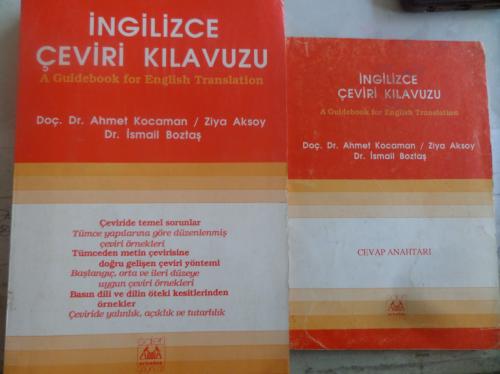 İNGİLİZCE
ÇEVİRİ KILAVUZU
A Guidebook for English Translation
Doç. Dr. Ahmet Kocaman / Ziya Aksoy
Dr. İsmail Boztaş
Çeviride temel sorunlar
Tümce yapılarına göre düzenlenmiş
çeviri örnekleri
Tümceden metin çevirisine
doğru gelişen çeviri yöntemi
Başlangıç, orta ve ileri düzeye
uygun çeviri örnekleri
Basın dili ve dilin öteki kesitlerinden
örnekler
Çeviride yalınlık, açıklık ve tutarlılık
İNGİLİZCE
ÇEVİRİ KILAVUZU
A Guidebook for English Translation
Doç. Dr. Ahmet Kocaman / Ziya Aksoy
Dr. İsmail Boztaş
CEVAP ANAHTARI